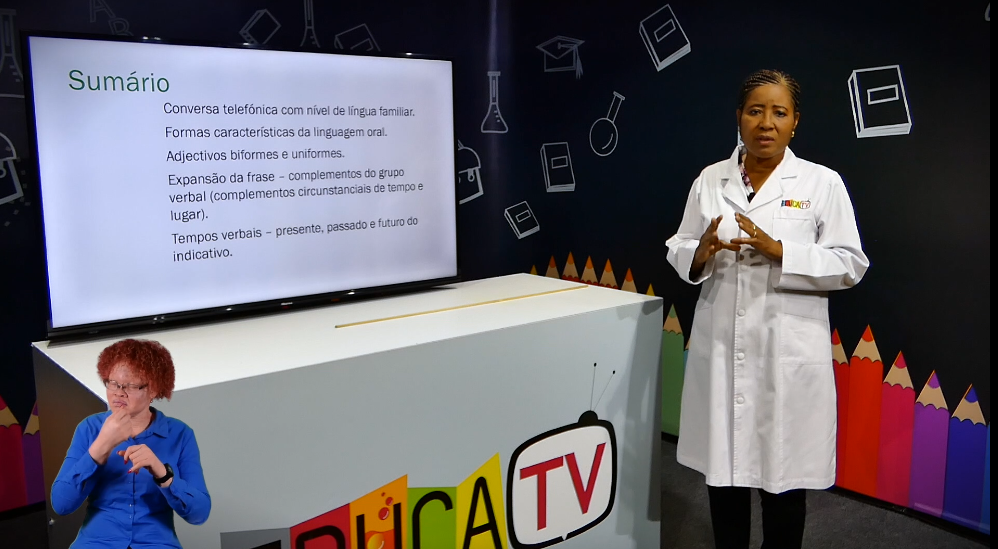 Sumário
Conversa telefónica com nível de língua familiar.
Formas características da linguagem oral.
Adjectivos biformes e uniformes.
Expansão da frase – complementos do grupo
verbal (complementos circunstanciais de tempo e
lugar).
Tempos verbais – presente, passado e futuro do
indicativo.
EDUCA TV
EDUCA TV